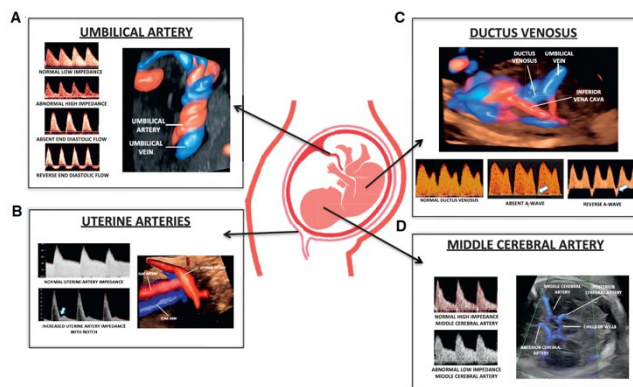 A
UMBILICAL ARTERY
NORMAL LOW IMPEDANCE
ABNORMAL HIGH IMPEDANCE
ABSENT END DIASTOLIC FLOW
REVERSE END DIASTOLIC FLOW
UMBILICAL
ARTERY
UMBILICAL
VEIN
B
UTERINE ARTERIES
NORMAL UTERINE ARTERY IMPEDANCE
INCREASED UTERINE ARTERY IMPEDANCE
WITH NOTCH
C
DUCTUS VENOSUS
DUCTUS
VENOSUS
UMBILICAL
VEIN
INFERIOR
VENA CAVA
NORMAL DUCTUS VENOSUS
ABSENT A-WAVE
REVERSE A-WAVE
D
MIDDLE CEREBRAL ARTERY
NORMAL HIGH IMPEDANCE
MIDDLE CEREBRAL ARTERY
ABNORMAL LOW IMPEDANCE
MIDDLE CEREBRAL ARTERY
MIDDLE CEREBRAL
ARTERY
POSTERIOR
CEREBRAL ARTERY
CIRCLE OF WILLIS
ANTERIOR CEREBRAL
ARTERY